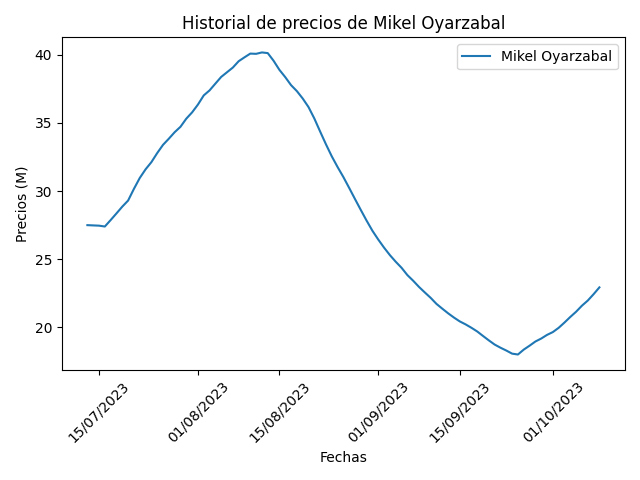 Historial de precios de Mikel Oyarzabal
Mikel Oyarzabal
Precios (M)
40
35
30
25
20
15/07/2023
01/08/2023
15/08/2023
01/09/2023
15/09/2023
01/10/2023
Fechas